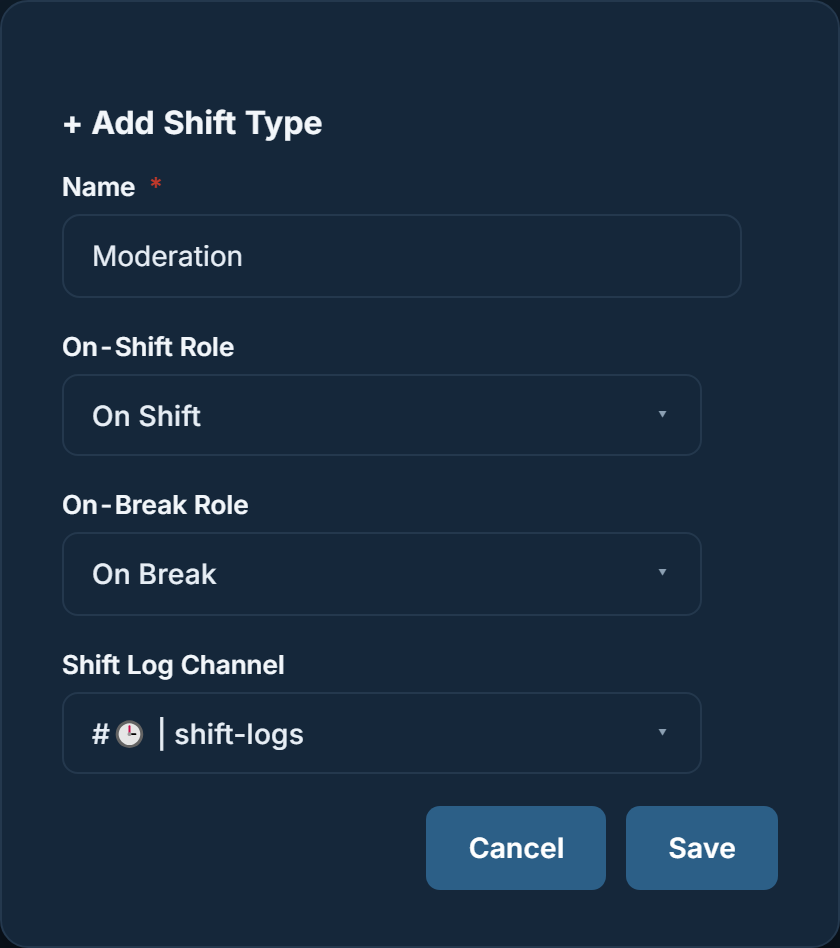 + Add Shift Type
Name *
Moderation
On-Shift Role
On Shift
On-Break Role
On Break
Shift Log Channel
#🕒 | shift-logs
Cancel Save